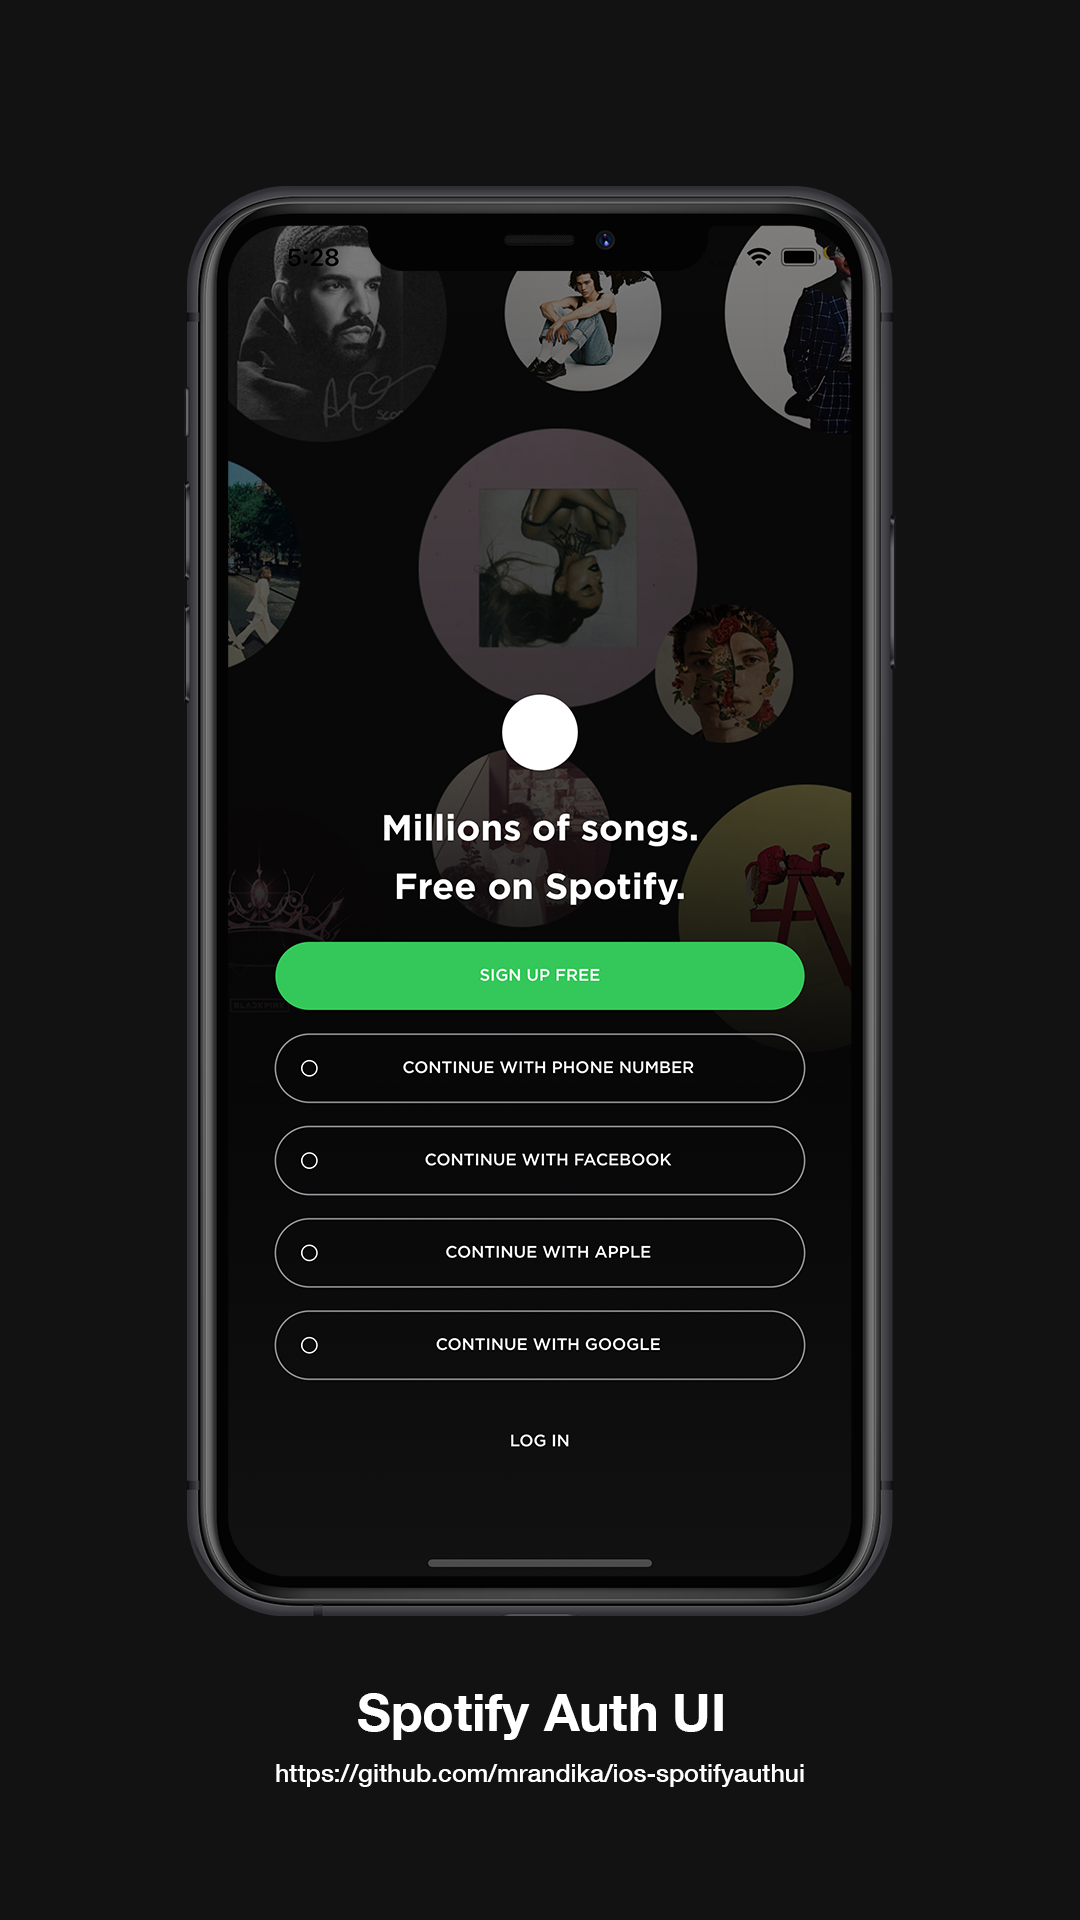 5:28
Millions of songs.
Free on Spotify.
SIGN UP FREE
BLACKPINK
CONTINUE WITH PHONE NUMBER
CONTINUE WITH FACEBOOK
CONTINUE WITH APPLE
CONTINUE WITH GOOGLE
LOG IN
Spotify Auth UI
https://github.com/mrandika/ios-spotifyauthui